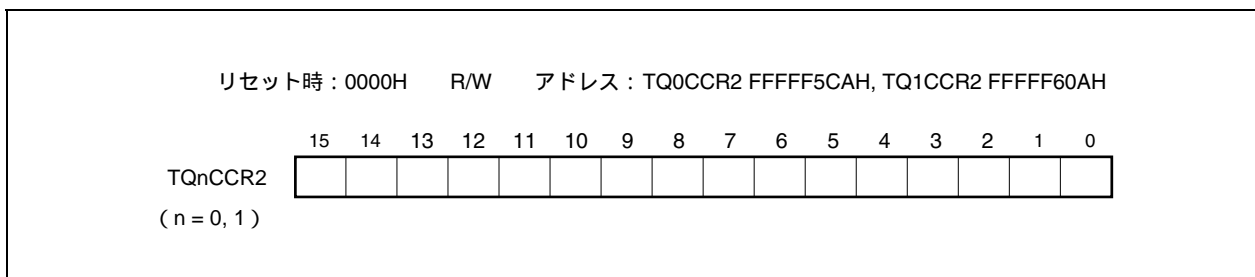 リセット時：0000H R/W アドレス：TQ0CCR2 FFFFF5CAH, TQ1CCR2 FFFFF60AH
15 14 13 12 11 10 9 8 7 6 5 4 3 2 1 0
TQnCCR2
（n = 0, 1）